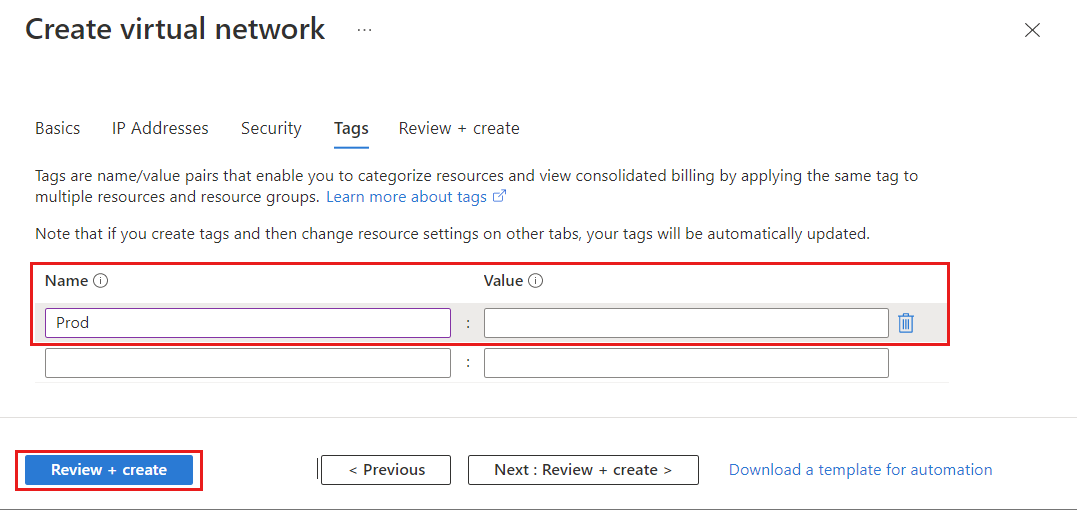 Create virtual network ...
Basics IP Addresses Security Tags Review + create
Tags are name/value pairs that enable you to categorize resources and view consolidated billing by applying the same tag to
multiple resources and resource groups. Learn more about tags
Note that if you create tags and then change resource settings on other tabs, your tags will be automatically updated.
Name Value
Prod :
:
Review + create < Previous Next : Review + create > Download a template for automation